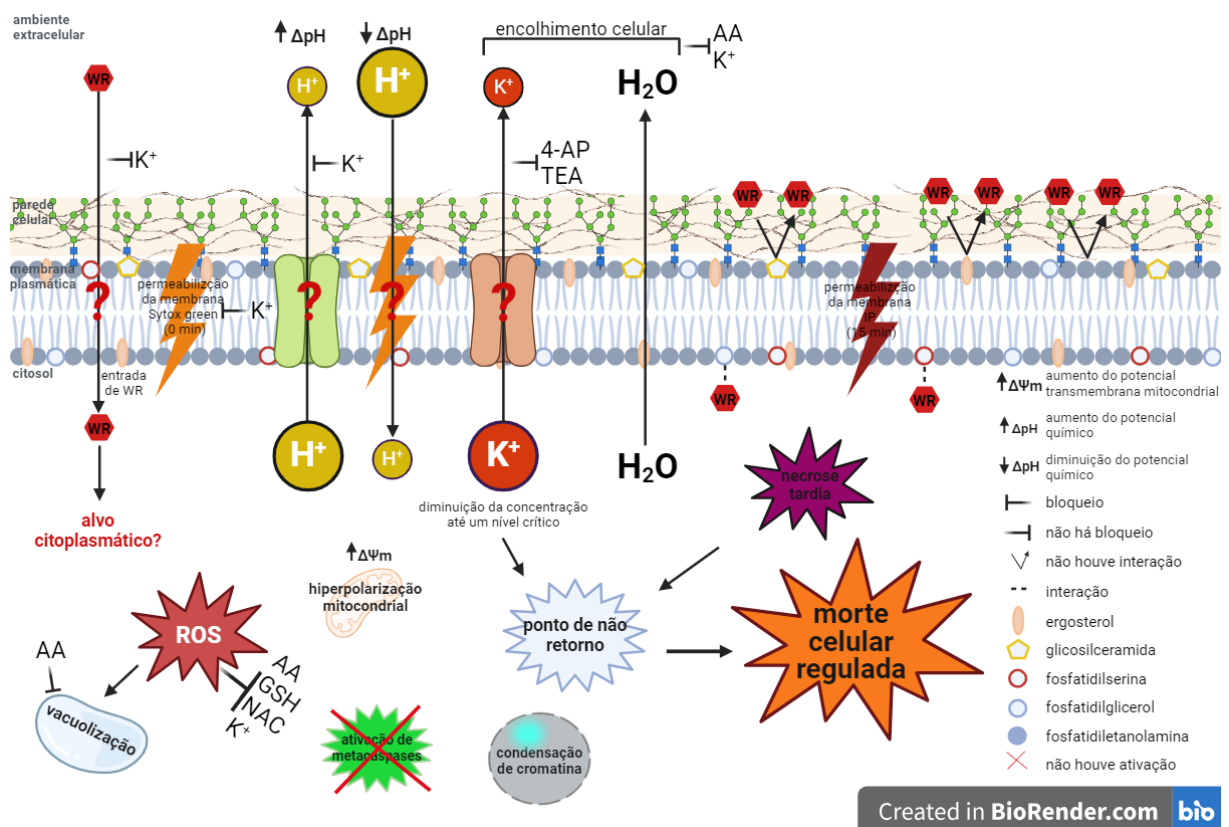 ambiente
extracelular
WR
K⁺
↑ ΔpH
H⁺
K⁺
↓ ΔpH
H⁺
encolhimento celular
AA
K⁺
K⁺
4-AP
TEA
H₂O
WR
WR
WR
WR
WR
WR
parede
celular
membrana
plasmática
?
permeabilizção
da membrana
Sytox green
(0 min)
K⁺
?
?
?
permeabilizção
da membrana
IP
(15 min)
citosol
entrada
de WR
WR
WR
WR
H⁺
H⁺
K⁺
H₂O
diminuição da concentração
até um nível crítico
alvo
citoplasmático?
necrose
tardia
↑ ΔΨm
hiperpolarização
mitocondrial
ROS
AA
GSH
NAC
K⁺
AA
vacuolização
ativação de
metacaspases
condensação
de cromatina
ponto de não
retorno
morte
celular
regulada
↑ ΔΨm aumento do potencial
transmembrana mitocondrial
↑ ΔpH aumento do potencial
químico
↓ ΔpH diminuição do potencial
químico
bloqueio
não há bloqueio
não houve interação
interação
ergosterol
glicosilceramida
fosfatidilserina
fosfatidilglicerol
fosfatidiletanolamina
não houve ativação
Created in BioRender.com bio